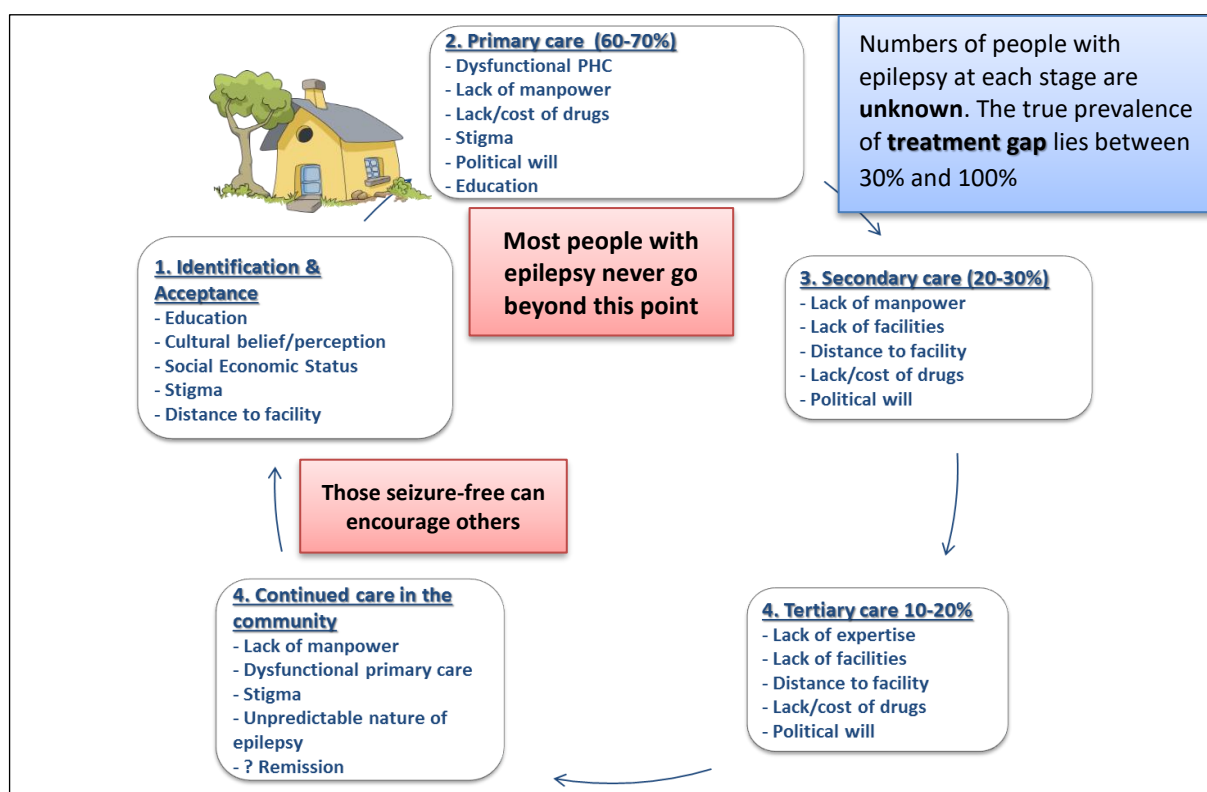 2. Primary care  (60-70%)
- Dysfunctional PHC
- Lack of manpower
- Lack/cost of drugs
- Stigma
- Political will
- Education
Numbers of people with
epilepsy at each stage are
unknown. The true prevalence
of treatment gap lies between
30% and 100%
Most people with
epilepsy never go
beyond this point
1. Identification &
Acceptance
- Education
- Cultural belief/perception
- Social Economic Status
- Stigma
- Distance to facility
3. Secondary care (20-30%)
- Lack of manpower
- Lack of facilities
- Distance to facility
- Lack/cost of drugs
- Political will
Those seizure-free can
encourage others
4. Continued care in the
community
- Lack of manpower
- Dysfunctional primary care
- Stigma
- Unpredictable nature of
epilepsy
- ? Remission
4. Tertiary care 10-20%
- Lack of expertise
- Lack of facilities
- Distance to facility
- Lack/cost of drugs
- Political will